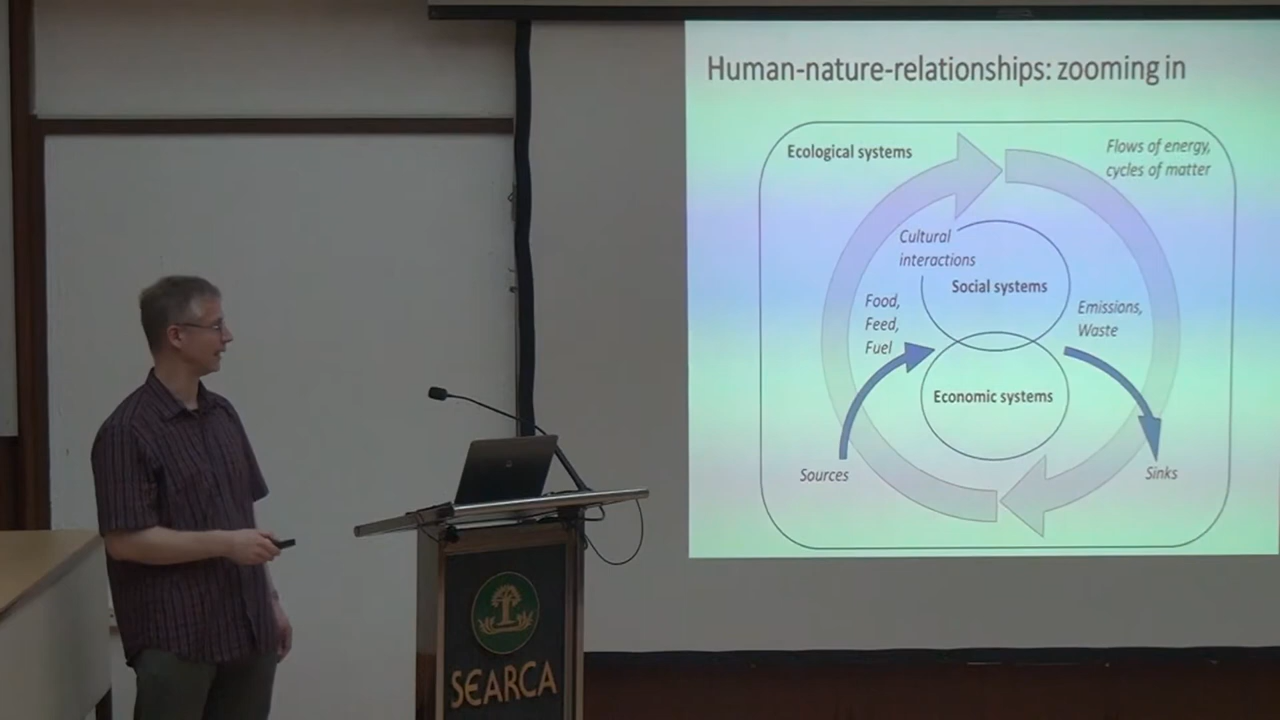 Human-nature-relationships: zooming in
Ecological systems
Flows of energy,
cycles of matter
Cultural
interactions
Social systems
Food,
Feed,
Fuel
Emissions,
Waste
Economic systems
Sources
Sinks
SEARCA